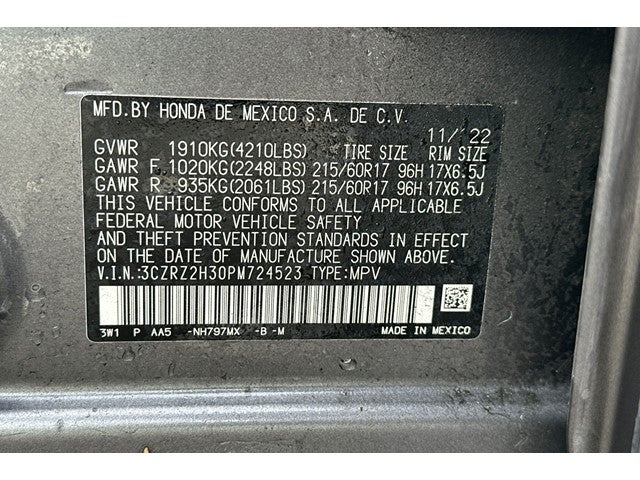 MFD.BY HONDA DE MEXICO S.A. DE C.V.
11/'22
GVWR 1910KG(4210LBS) TIRE SIZE RIM SIZE
GAWR F 1020KG(2248LBS) 215/60R17 96H 17X6.5J
GAWR R 935KG(2061LBS) 215/60R17 96H 17X6.5J
THIS VEHICLE CONFORMS TO ALL APPLICABLE
FEDERAL MOTOR VEHICLE SAFETY
AND THEFT PREVENTION STANDARDS IN EFFECT
ON THE DATE OF MANUFACTURE SHOWN ABOVE.
V.I.N.:3CZRZ2H30PM724523 TYPE:MPV
3W1 P AA5 -NH797MX -B -M
MADE IN MEXICO